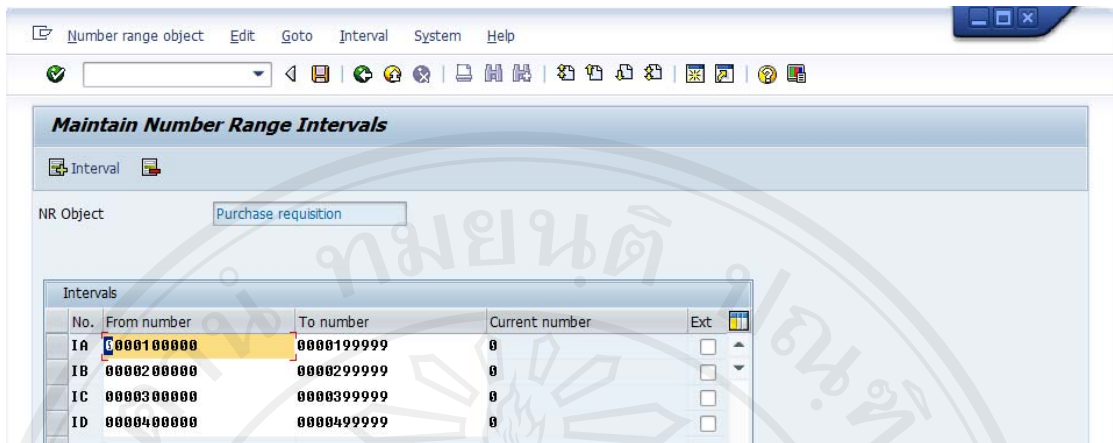 Number range object Edit Goto Interval System Help
Maintain Number Range Intervals
Interval
NR Object Purchase requisition
Intervals
No. From number To number Current number Ext
IA 0000100000 0000199999 0
IB 0000200000 0000299999 0
IC 0000300000 0000399999 0
ID 0000400000 0000499999 0